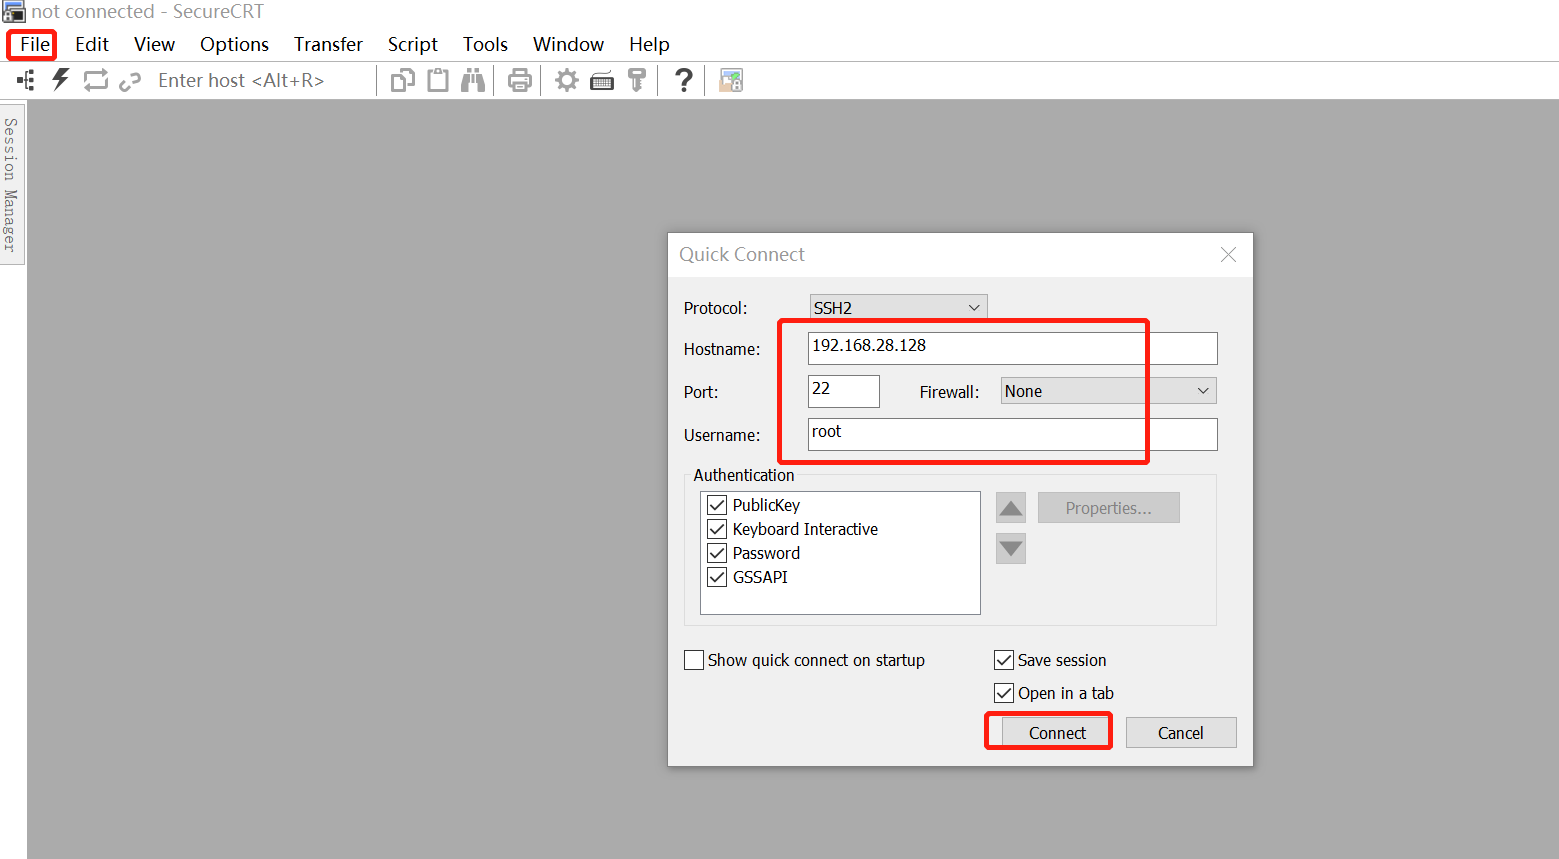 not connected - SecureCRT
File Edit View Options Transfer Script Tools Window Help
Enter host <Alt+R>
Session Manager
Quick Connect
Protocol: SSH2
Hostname: 192.168.28.128
Port: 22 Firewall: None
Username: root
Authentication
PublicKey
Properties...
Keyboard Interactive
Password
GSSAPI
Show quick connect on startup
Save session
Open in a tab
Connect Cancel